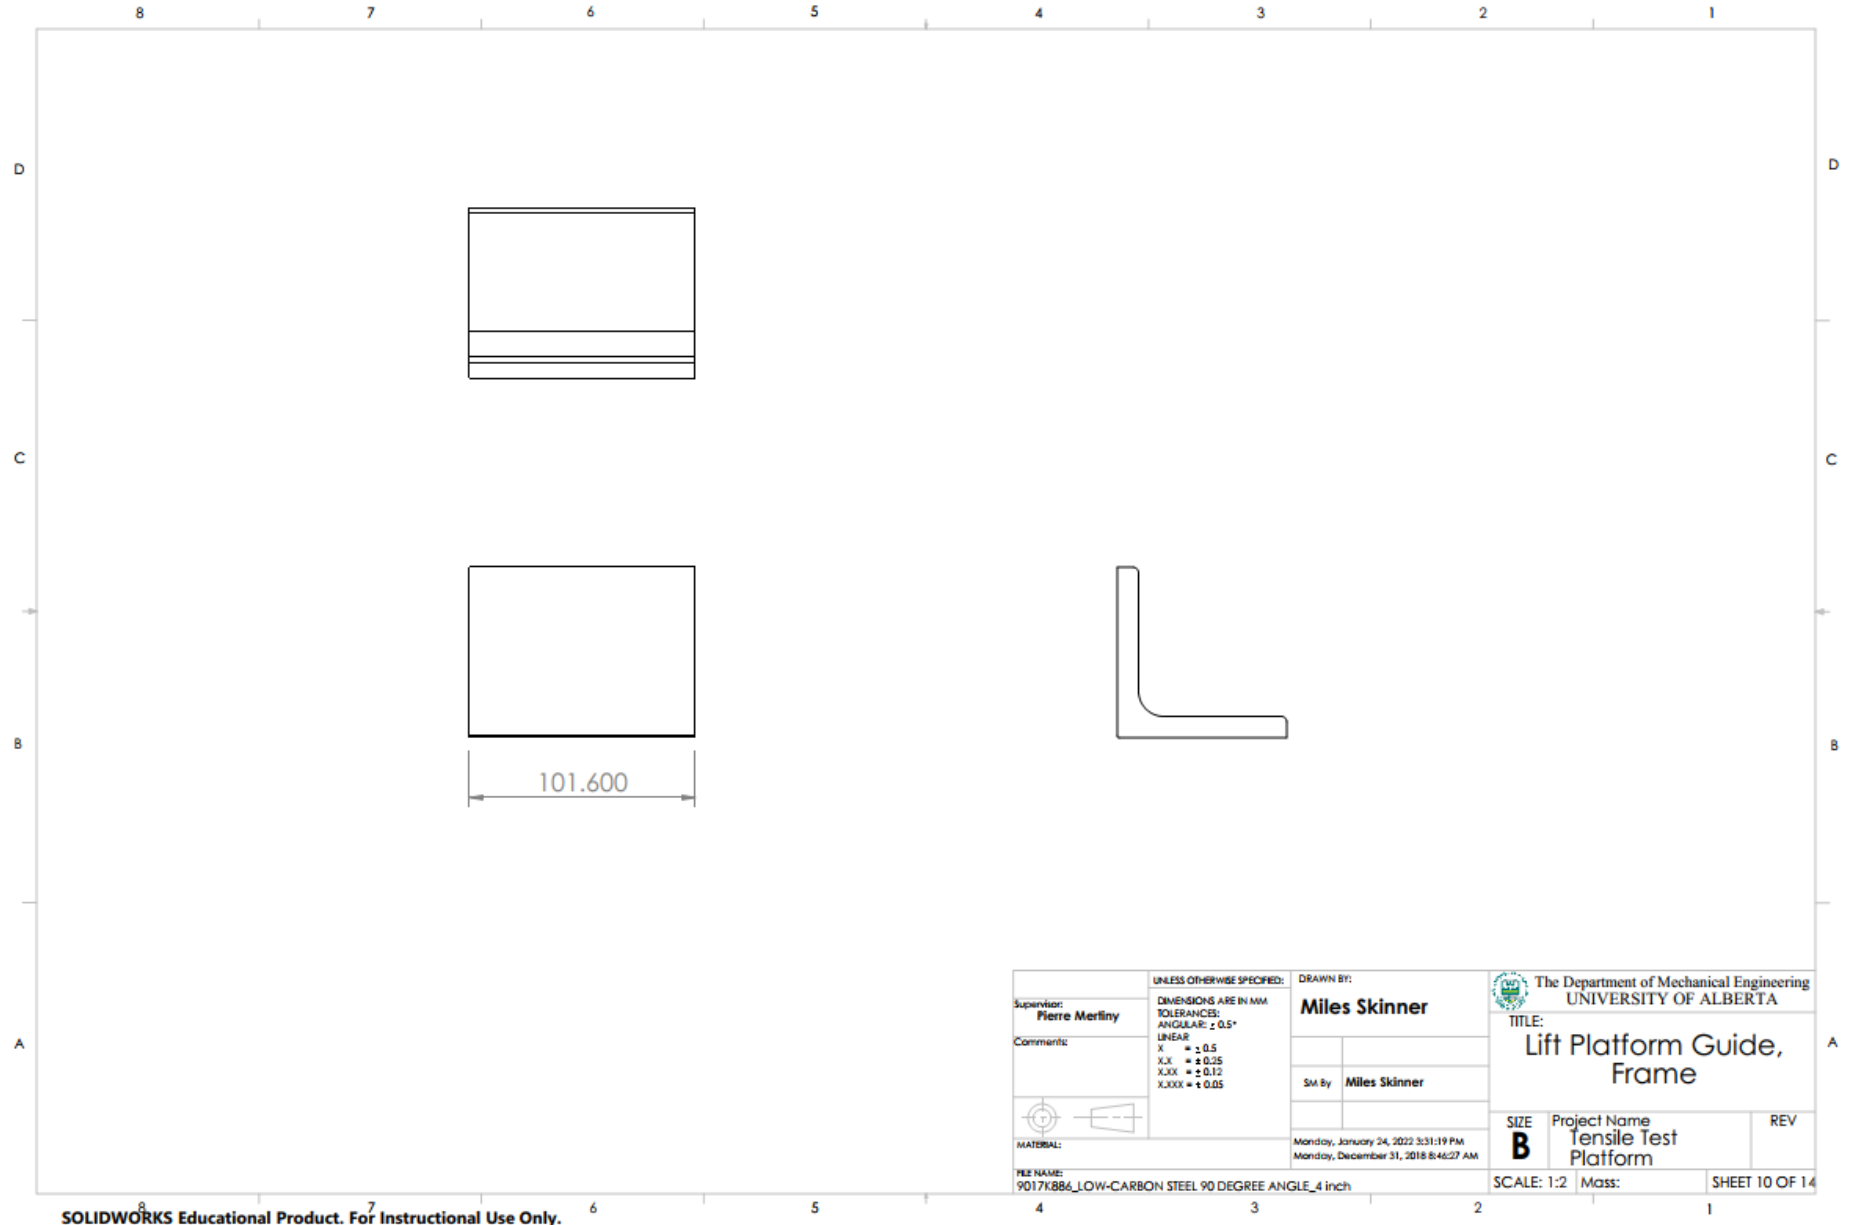 8 7 6 5 4 3 2 1
D D
C C
B B
101.600
A A
UNLESS OTHERWISE SPECIFIED:
DIMENSIONS ARE IN MM
TOLERANCES:
ANGULAR: ± 0.5°
LINEAR
X = ± 0.5
X.X = ± 0.25
X.XX = ± 0.12
X.XXX = ± 0.05
Supervisor:
Pierre Mertiny
Comments:
MATERIAL:
FILE NAME:
9017K886_LOW-CARBON STEEL 90 DEGREE ANGLE_4 inch
DRAWN BY:
Miles Skinner
SM By Miles Skinner
Monday, January 24, 2022 3:31:19 PM
Monday, December 31, 2018 8:46:27 AM
The Department of Mechanical Engineering
UNIVERSITY OF ALBERTA
TITLE:
Lift Platform Guide,
Frame
SIZE
B
Project Name
Tensile Test
Platform
REV
SCALE: 1:2 Mass: SHEET 10 OF 14
8 7 6 5 4 3 2 1
SOLIDWORKS Educational Product. For Instructional Use Only.